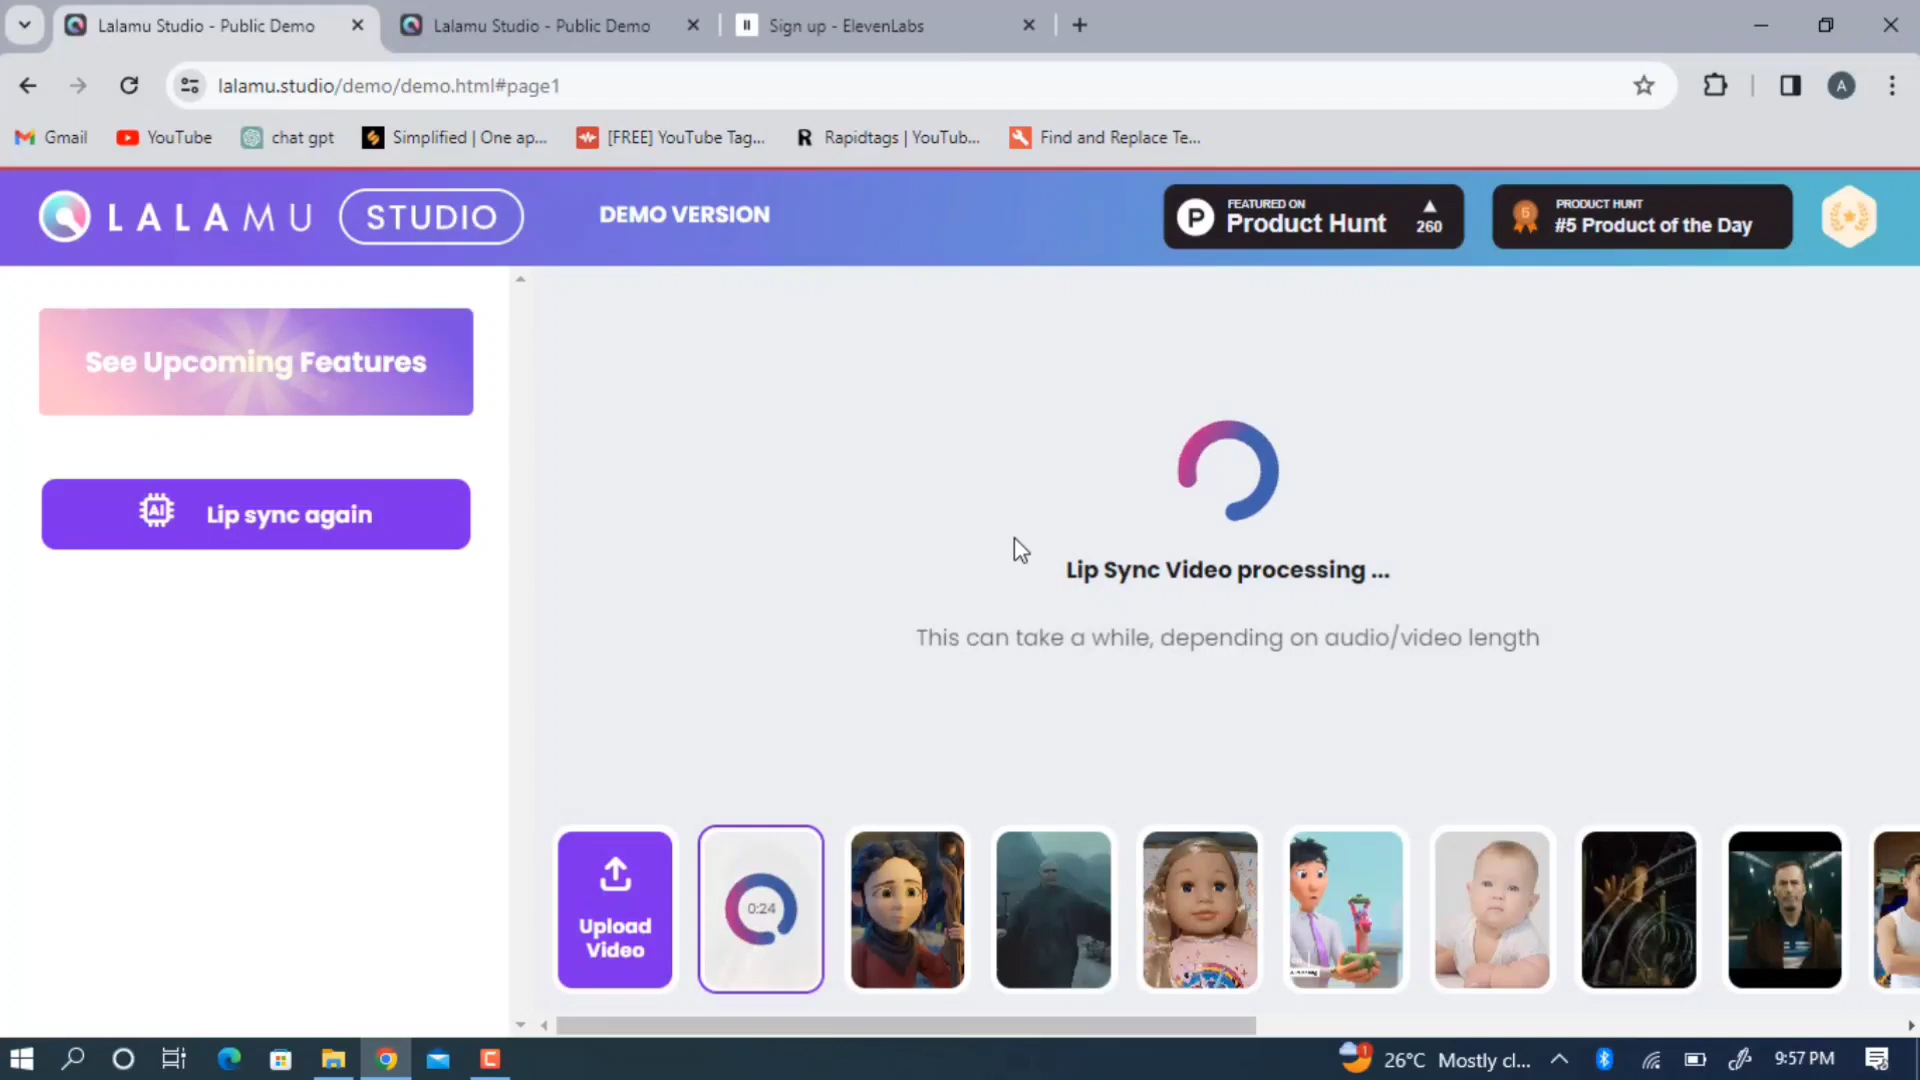 Lalamu Studio - Public Demo
Lalamu Studio - Public Demo
Sign up - ElevenLabs
lalamu.studio/demo/demo.html#page1
A
Gmail
YouTube
chat gpt
Simplified | One ap...
[FREE] YouTube Tag...
R Rapidtags | YouTub...
Find and Replace Te...
LALAMU STUDIO
DEMO VERSION
P
FEATURED ON
Product Hunt
260
5
PRODUCT HUNT
#5 Product of the Day
See Upcoming Features
AI Lip sync again
Lip Sync Video processing ...
This can take a while, depending on audio/video length
Upload
Video
0:24
1
26°C Mostly cl...
9:57 PM